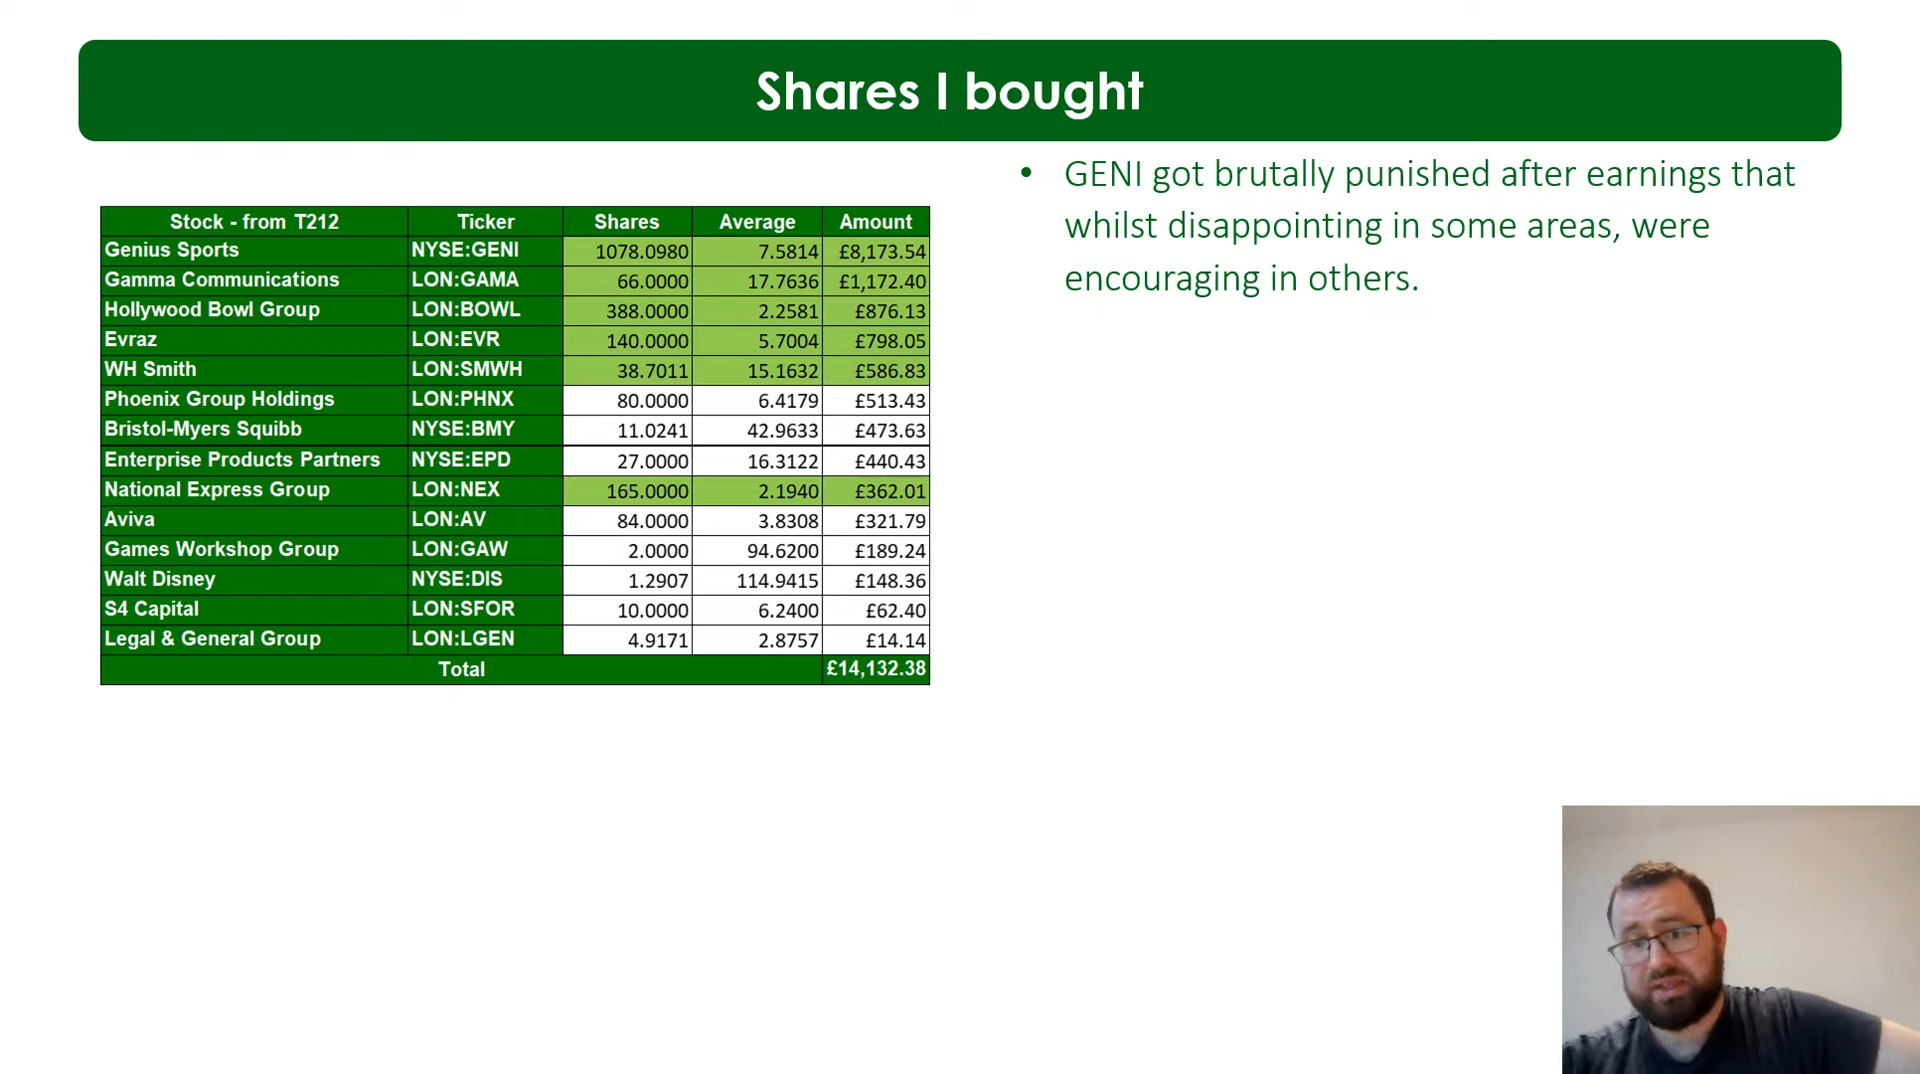 Shares I bought
Stock - from T212 Ticker Shares Average Amount
Genius Sports NYSE:GENI 1078.0980 7.5814 £8,173.54
Gamma Communications LON:GAMA 66.0000 17.7636 £1,172.40
Hollywood Bowl Group LON:BOWL 388.0000 2.2581 £876.13
Evraz LON:EVR 140.0000 5.7004 £798.05
WH Smith LON:SMWH 38.7011 15.1632 £586.83
Phoenix Group Holdings LON:PHNX 80.0000 6.4179 £513.43
Bristol-Myers Squibb NYSE:BMY 11.0241 42.9633 £473.63
Enterprise Products Partners NYSE:EPD 27.0000 16.3122 £440.43
National Express Group LON:NEX 165.0000 2.1940 £362.01
Aviva LON:AV 84.0000 3.8308 £321.79
Games Workshop Group LON:GAW 2.0000 94.6200 £189.24
Walt Disney NYSE:DIS 1.2907 114.9415 £148.36
S4 Capital LON:SFOR 10.0000 6.2400 £62.40
Legal & General Group LON:LGEN 4.9171 2.8757 £14.14
Total £14,132.38
• GENI got brutally punished after earnings that
whilst disappointing in some areas, were
encouraging in others.